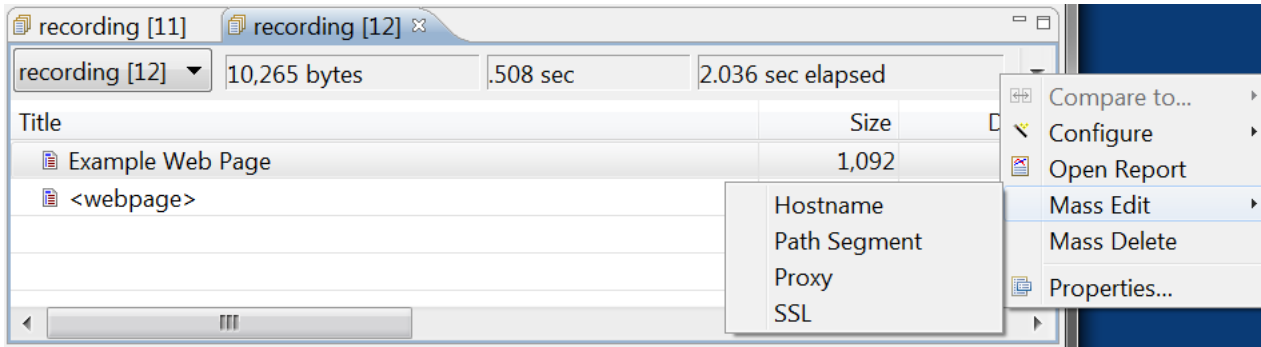 recording [11] recording [12]
recording [12] 10,265 bytes .508 sec 2.036 sec elapsed
Title Size D
Example Web Page 1,092
<webpage>
Compare to...
Configure
Open Report
Mass Edit
Mass Delete
Properties...
Hostname
Path Segment
Proxy
SSL